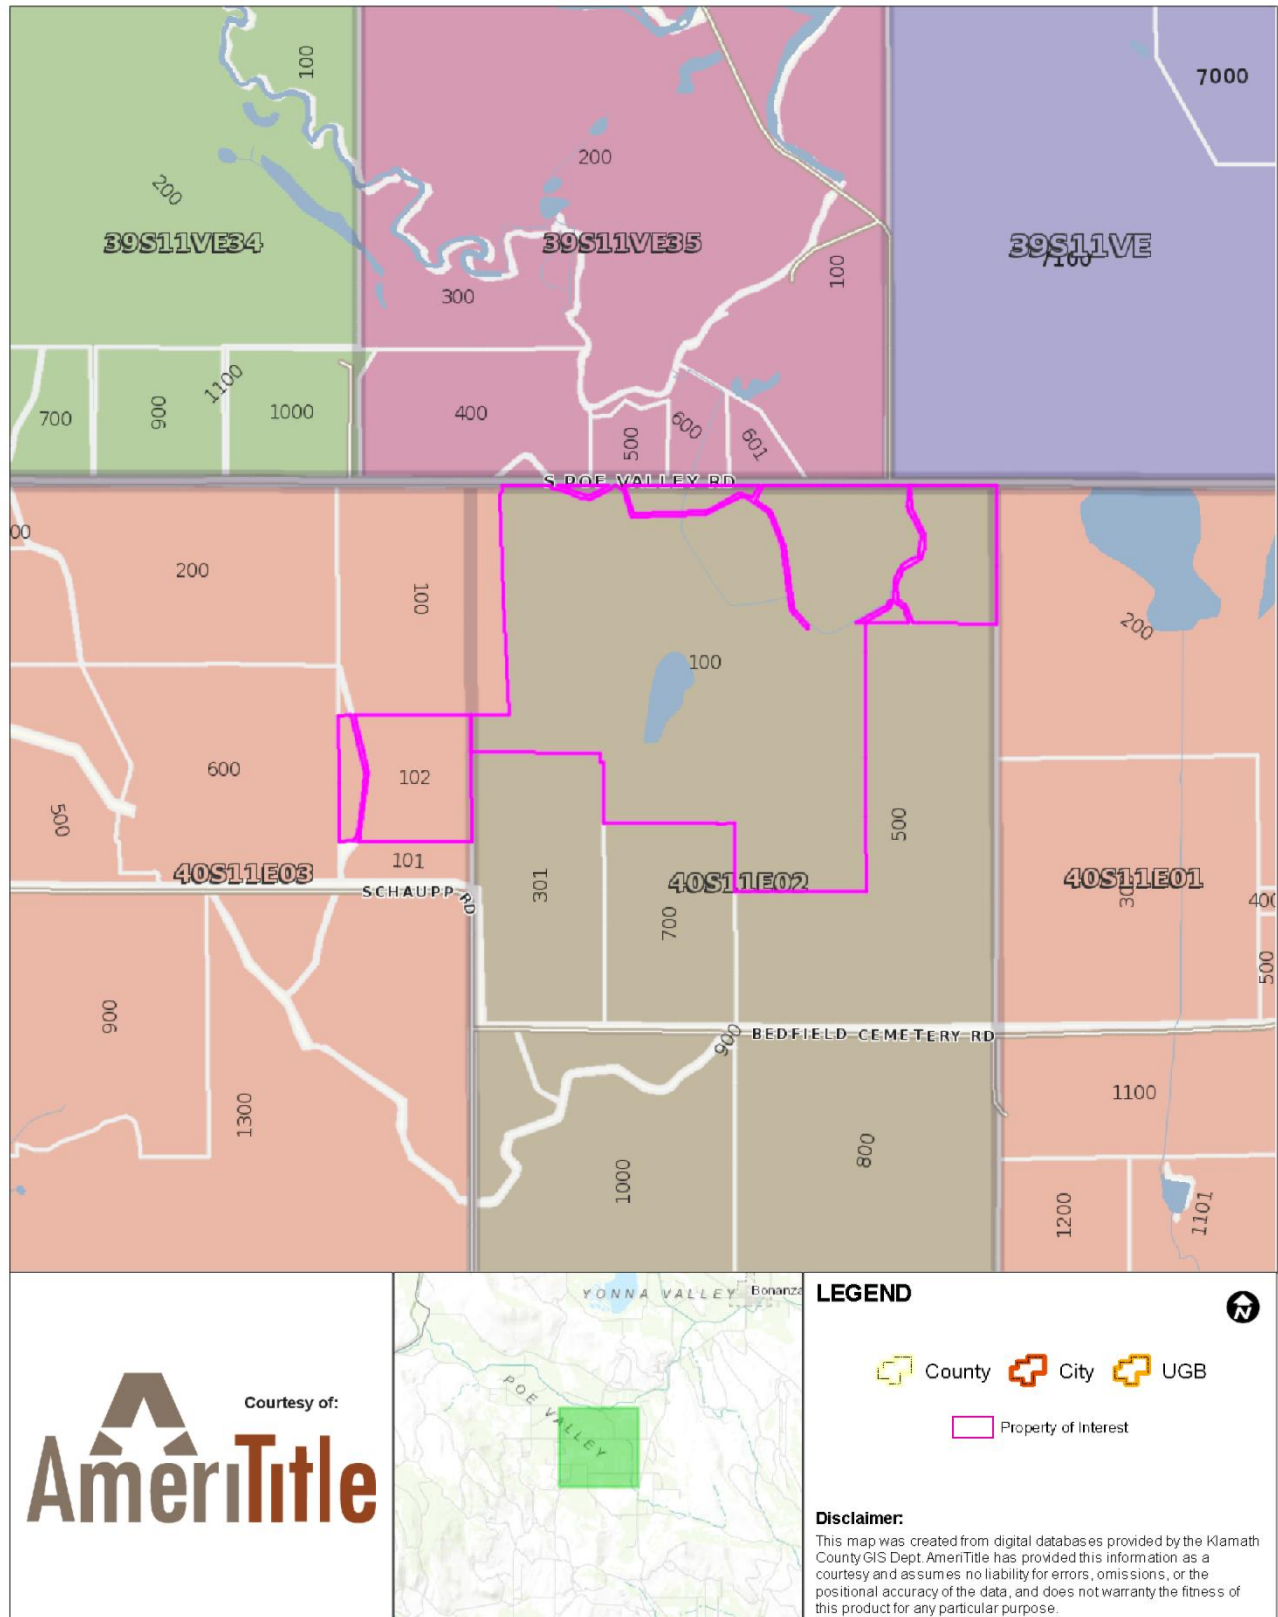 100
7000
200
200
39S11VE34
39S11VE35
39S11VE
7100
100
300
1100
700
900
1000
400
500
600
601
S POE VALLEY RD
00
200
100
200
100
600
102
500
500
101
40S11E03
301
40S11E02
40S11E01
400
SCHAUPP RD
700
500
900
900
BEDFIELD CEMETERY RD
1300
1100
800
1000
1200
1101
Courtesy of:
AmeriTitle
YONNA VALLEY
Bonanza
POE VALLEY
LEGEND
N
County
City
UGB
Property of Interest
Disclaimer:
This map was created from digital databases provided by the Klamath
County GIS Dept. AmeriTitle has provided this information as a
courtesy and assumes no liability for errors, omissions, or the
positional accuracy of the data, and does not warranty the fitness of
this product for any particular purpose.